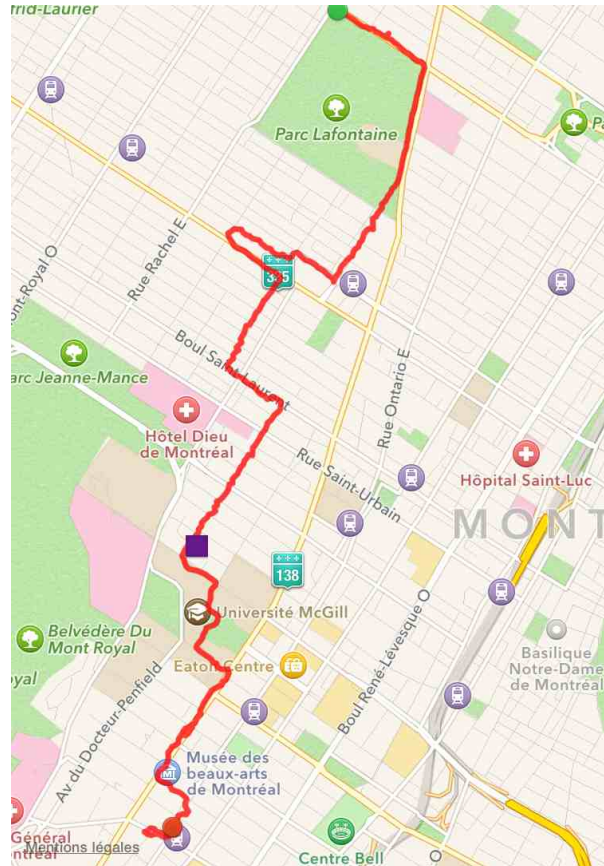 frid-Laurier
Parc Lafontaine
P
Rue Rachel E
ont-Royal O
335
Boul Saint-Laurent
arc Jeanne-Mance
Rue Ontario E
Hôtel Dieu
de Montréal
Rue Saint-Urbain
Hôpital Saint-Luc
MONT
138
Université McGill
Belvédère Du
Mont Royal
oyal
Eaton Centre
Boul René-Lévesque O
Basilique
Notre-Dame
de Montréal
Av du Docteur-Penfield
Musée des
beaux-arts
de Montréal
M
Général
ntréal
Mentions légales
Centre Bell
O